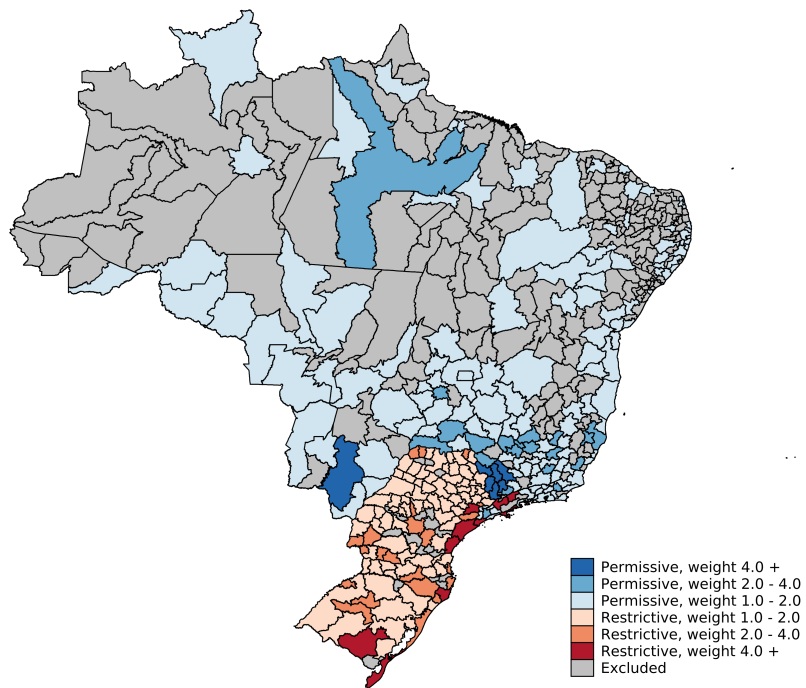 Permissive, weight 4.0 +
Permissive, weight 2.0 - 4.0
Permissive, weight 1.0 - 2.0
Restrictive, weight 1.0 - 2.0
Restrictive, weight 2.0 - 4.0
Restrictive, weight 4.0 +
Excluded